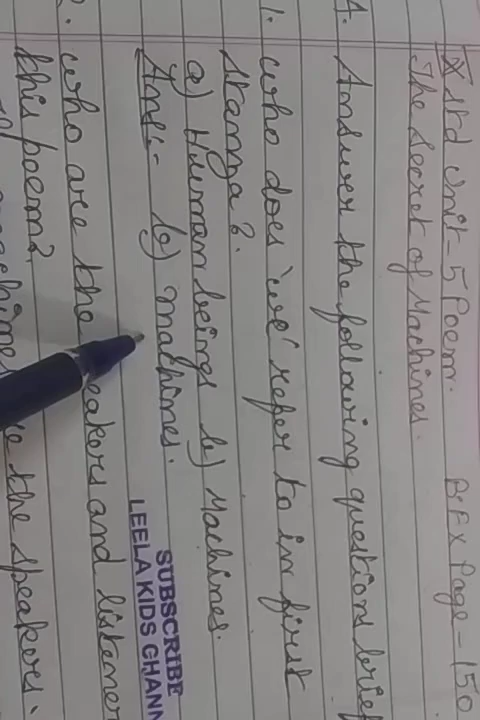 X std Unit-5 Poem. B.Ex Page-150
The Secret of Machines.
A. Answer the following questions brief
1. who does 'we' refer to in first
stanza?.
a) Human beings b) Machines.
Ans:- b) machines.
2. who are the eakers and listener
this poem?
the speakers.
SUBSCRIBE
LEELA KIDS CHANN